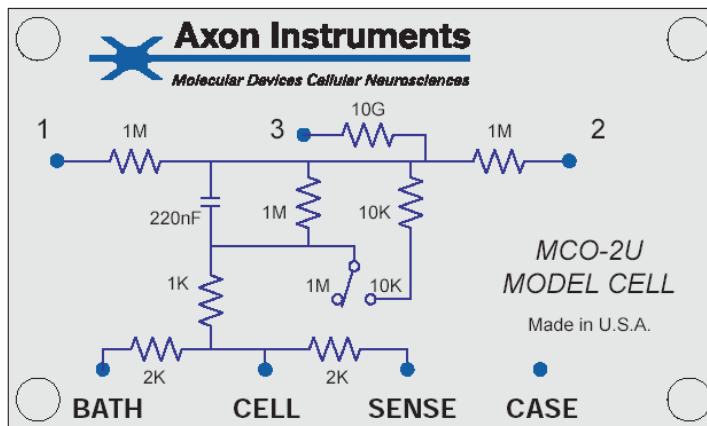 Axon Instruments
Molecular Devices Cellular Neurosciences
10G
1 1M 3 1M 2
220nF 1M 10K
1K 1M 10K
MCO-2U
MODEL CELL
Made in U.S.A.
2K 2K
BATH CELL SENSE CASE